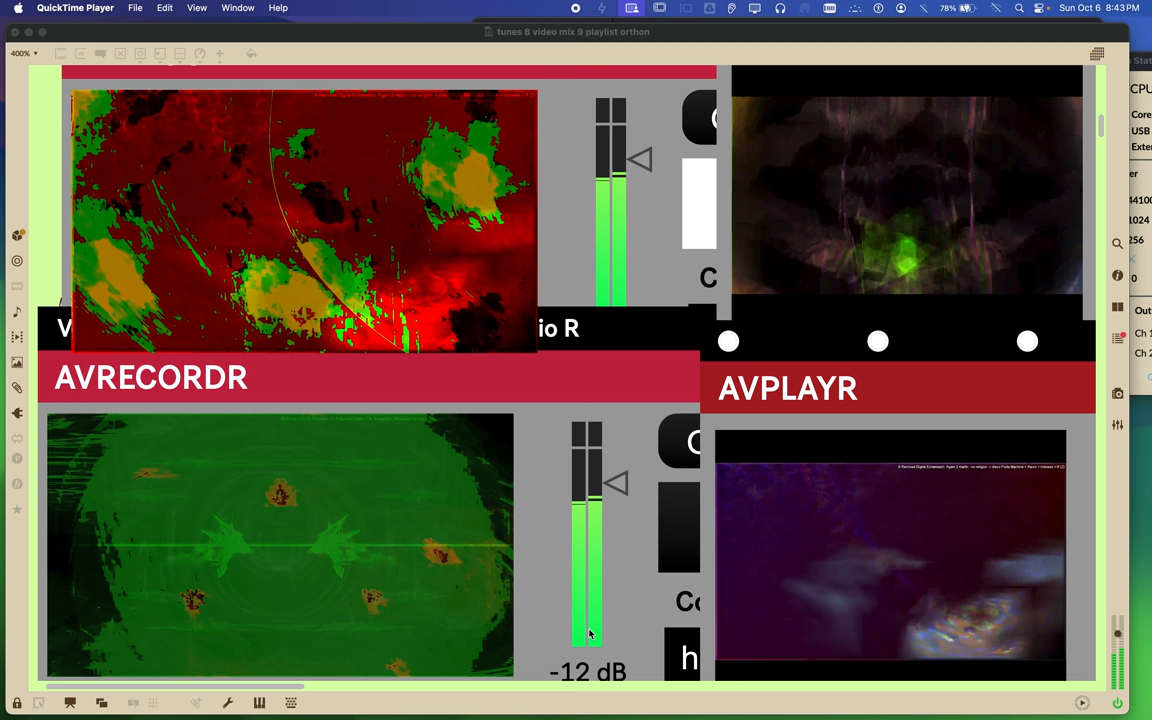 QuickTime Player File Edit View Window Help 78% Sun Oct 6 8:43 PM
tunes 8 video mix 9 playlist orthon
400%
Stat
CPU
Core
USB
Exter
er
44100
1024
256
0
Out
Ch 1
Ch 2
C
C
V
io R
AVRECORDR
AVPLAYR
C
Co
-12 dB
h